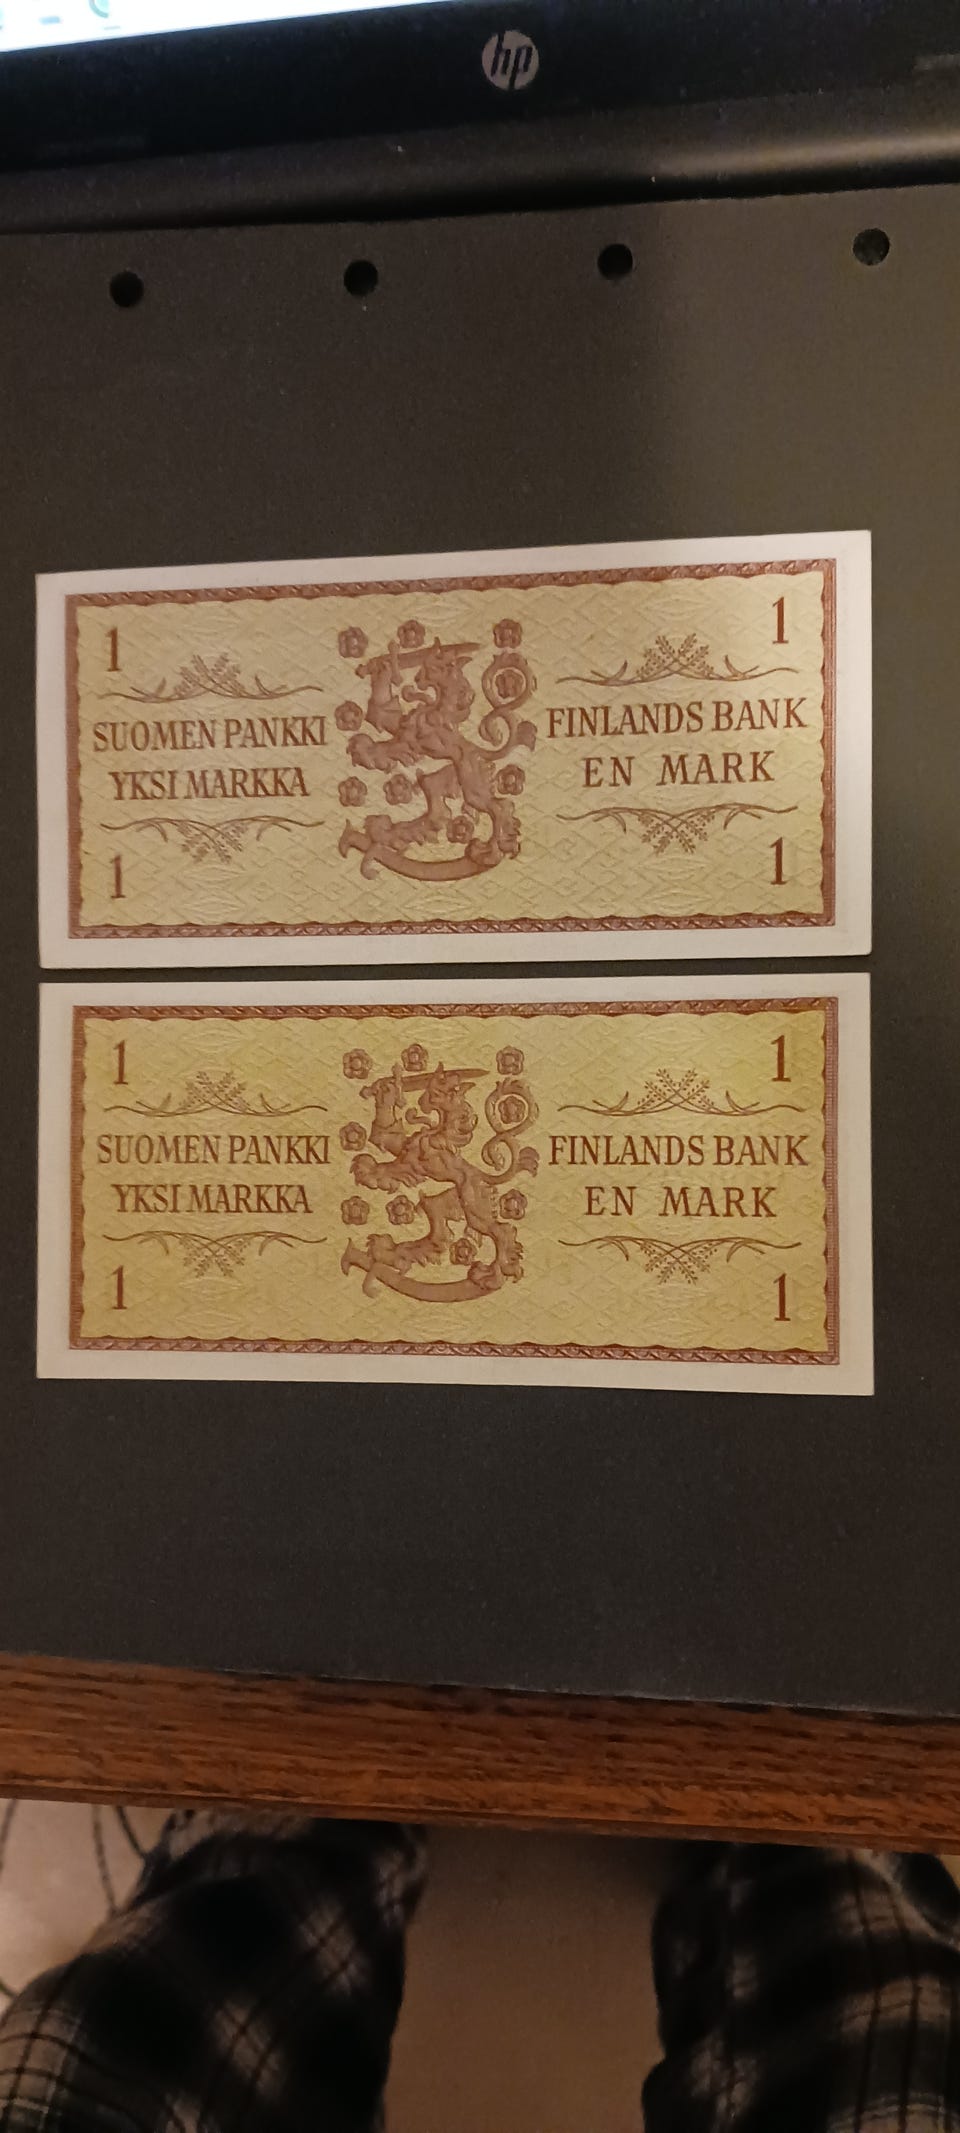 hp
1 1
SUOMEN PANKKI FINLANDS BANK
YKSI MARKKA EN MARK
1 1
1 1
SUOMEN PANKKI FINLANDS BANK
YKSI MARKKA EN MARK
1 1